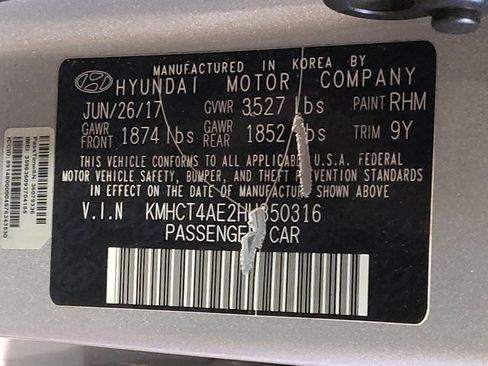 MANUFACTURED IN KOREA BY
HYUNDAI MOTOR COMPANY
JUN/26/17 GVWR 3527 lbs PAINT RHM
GAWR FRONT 1874 lbs GAWR REAR 1852 lbs TRIM 9Y
THIS VEHICLE CONFORMS TO ALL APPLICABLE U.S.A. FEDERAL
MOTOR VEHICLE SAFETY, BUMPER, AND THEFT PREVENTION STANDARDS
IN EFFECT ON THE DATE OF MANUFACTURE SHOWN ABOVE.
V.I.N KMHCT4AE2HU350316
PASSENGER CAR